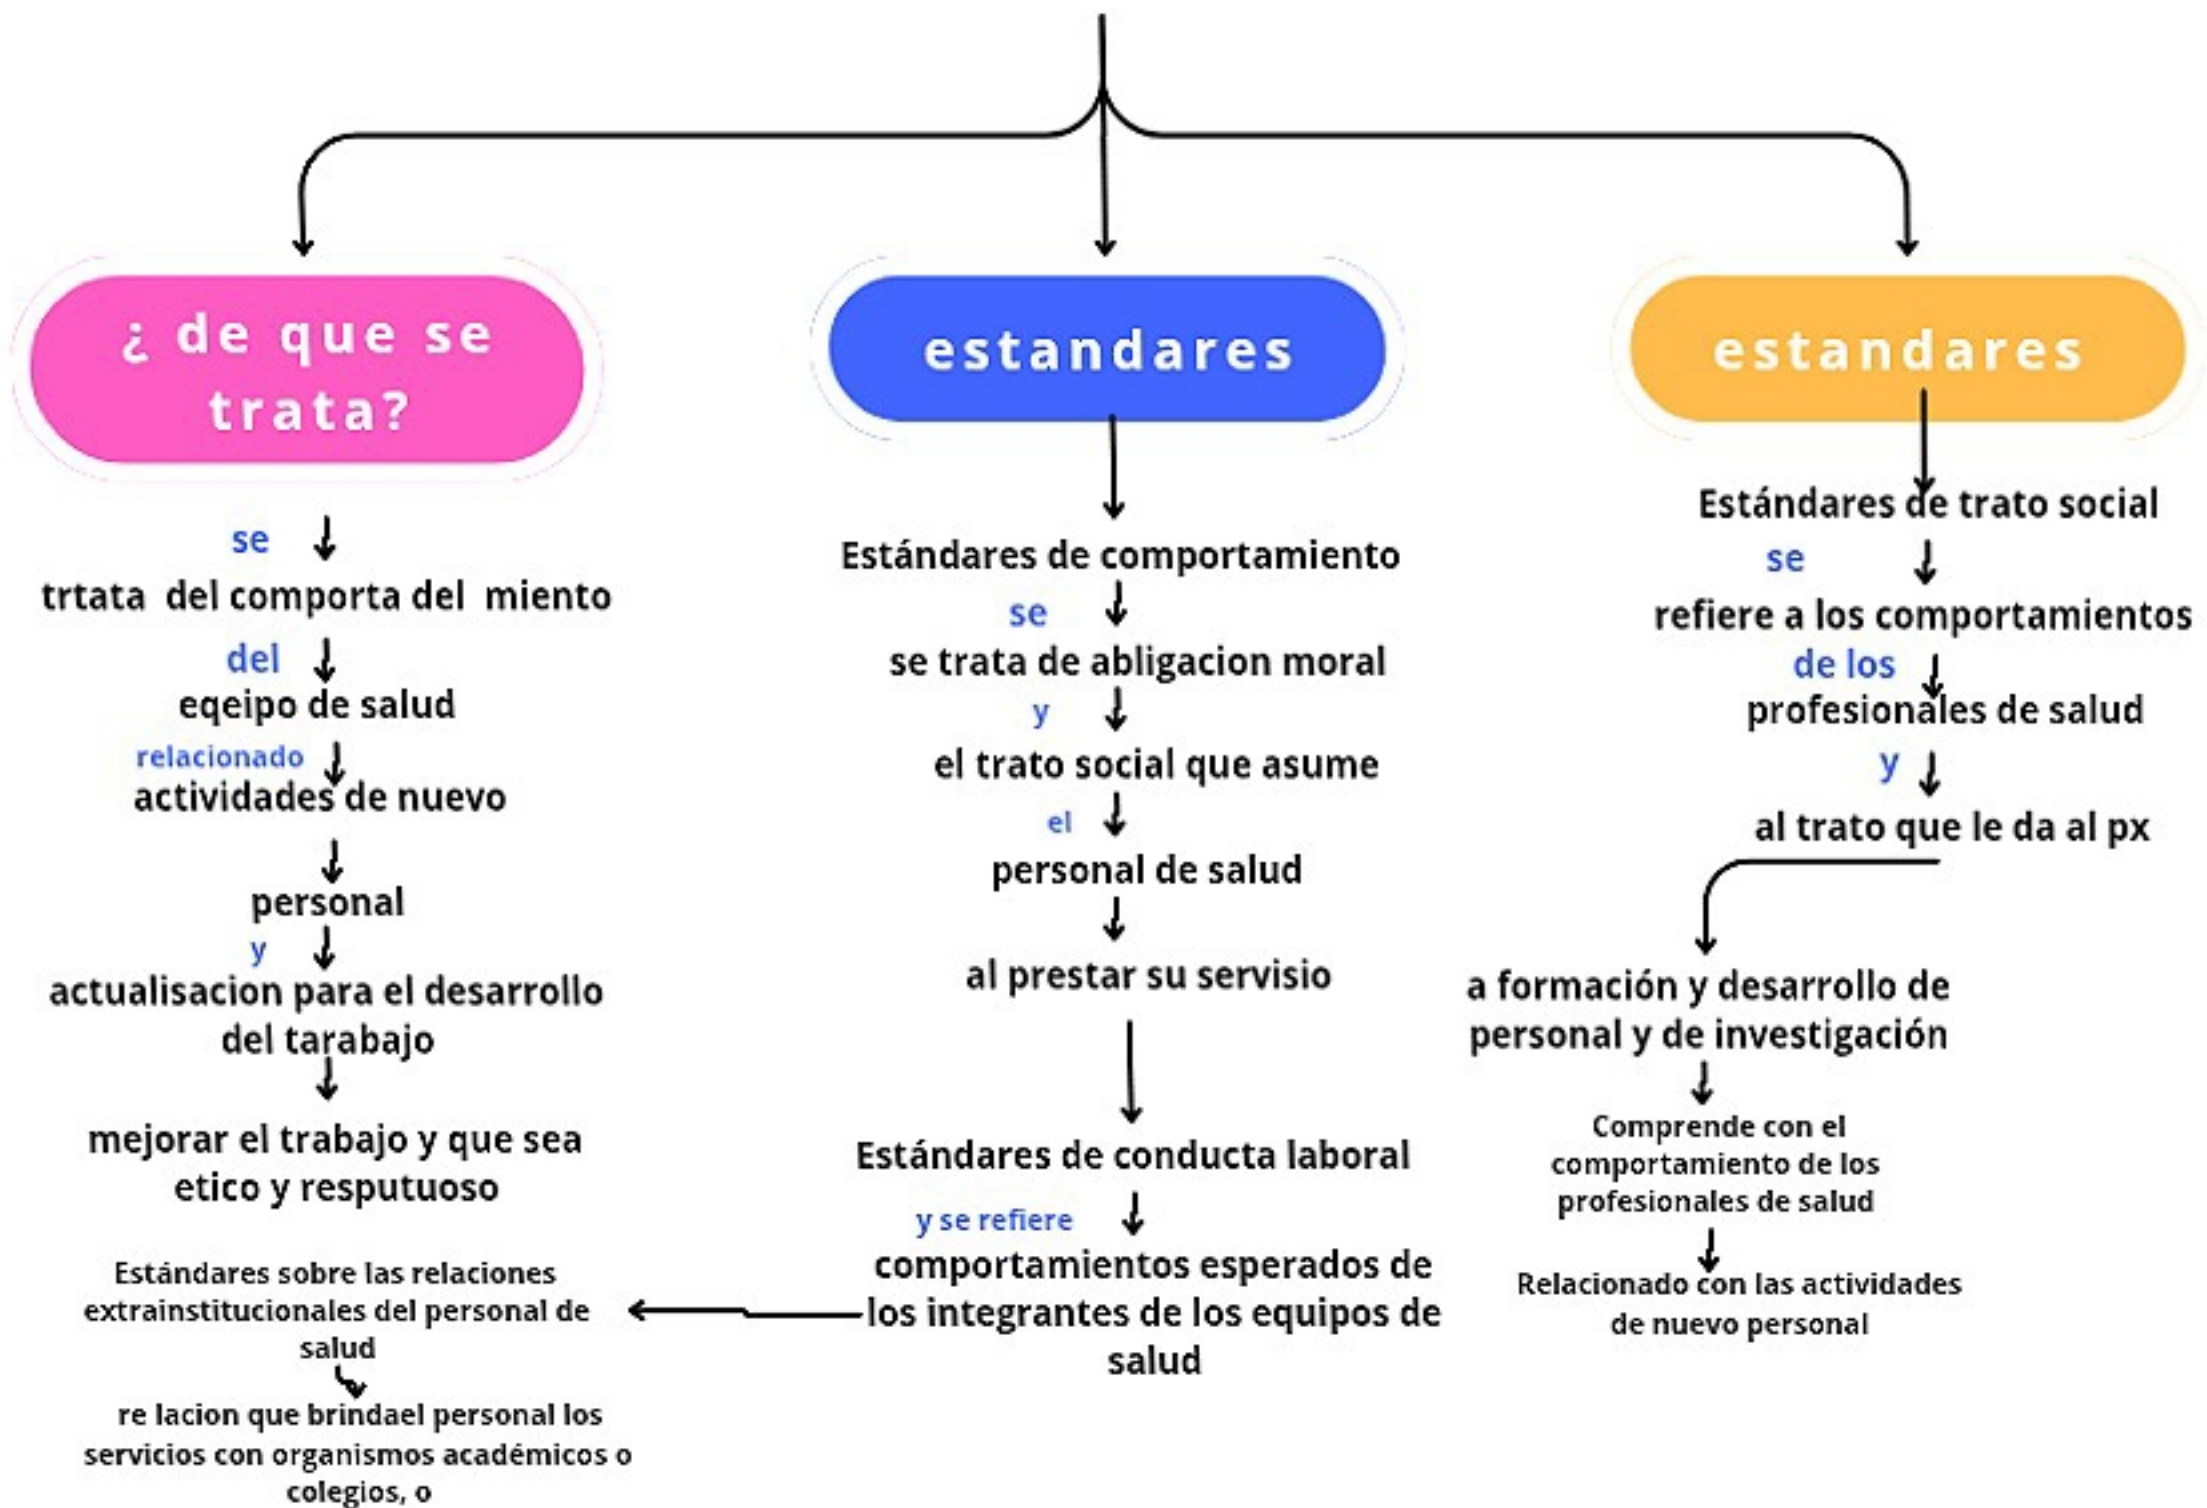 ¿ de que se
trata?
se
trtata del comporta del miento
del
eqeipo de salud
relacionado
actividades de nuevo
personal
y
actualisacion para el desarrollo
del tarabajo
mejorar el trabajo y que sea
etico y resputuoso
estandares
Estándares de comportamiento
se
se trata de abligacion moral
y
el trato social que asume
el
personal de salud
al prestar su servisio
Estándares de conducta laboral
y se refiere
comportamientos esperados de
los integrantes de los equipos de
salud
Estándares sobre las relaciones
extrainstitucionales del personal de
salud
re lacion que brindael personal los
servicios con organismos académicos o
colegios, o
estandares
Estándares de trato social
se
refiere a los comportamientos
de los
profesionales de salud
y
al trato que le da al px
a formación y desarrollo de
personal y de investigación
Comprende con el
comportamiento de los
profesionales de salud
Relacionado con las actividades
de nuevo personal